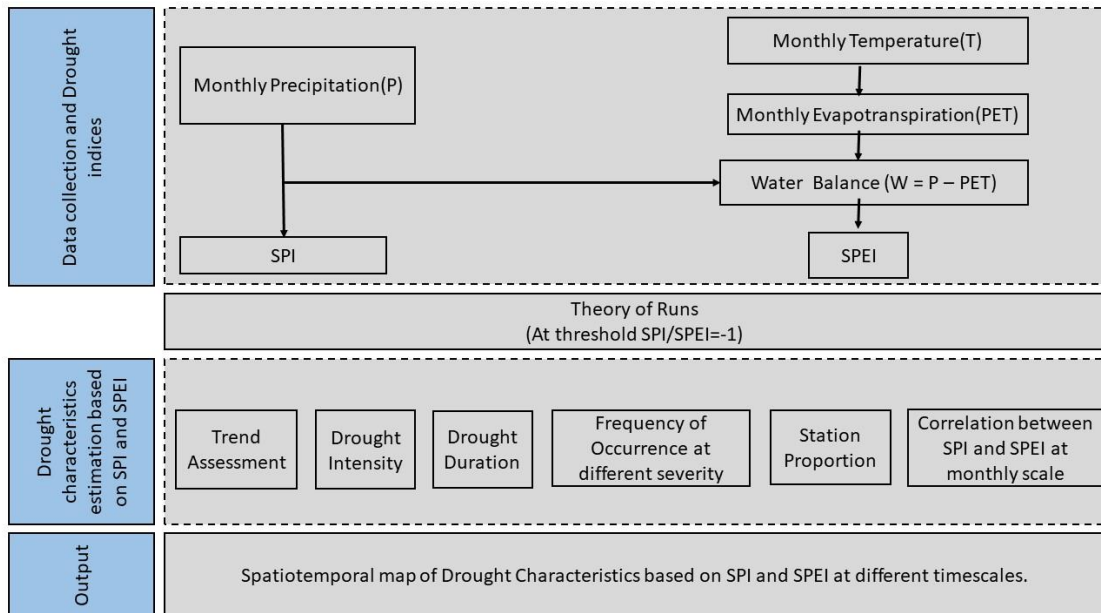 Data collection and Drought
indices
Monthly Precipitation(P)
Monthly Temperature(T)
Monthly Evapotranspiration(PET)
Water Balance (W = P – PET)
SPI
SPEI
Theory of Runs
(At threshold SPI/SPEI=-1)
Drought
characteristics
estimation based
on SPI and SPEI
Trend
Assessment
Drought
Intensity
Drought
Duration
Frequency of
Occurrence at
different severity
Station
Proportion
Correlation between
SPI and SPEI at
monthly scale
Output
Spatiotemporal map of Drought Characteristics based on SPI and SPEI at different timescales.